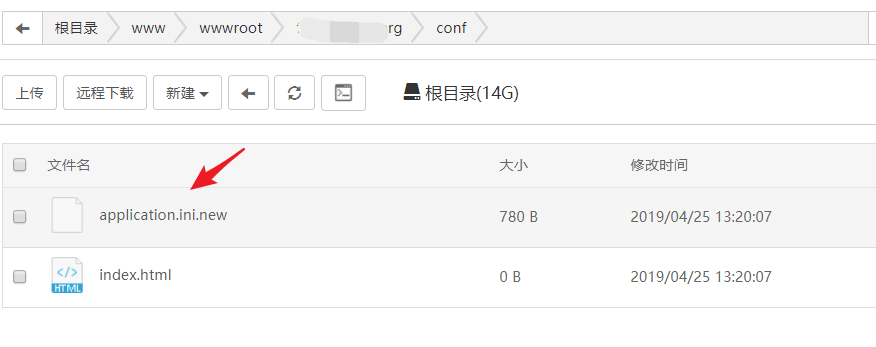 根目录 www wwwroot rg conf
上传 远程下载 新建 根目录(14G)
文件名 大小 修改时间
application.ini.new 780 B 2019/04/25 13:20:07
</> HTML index.html 0 B 2019/04/25 13:20:07